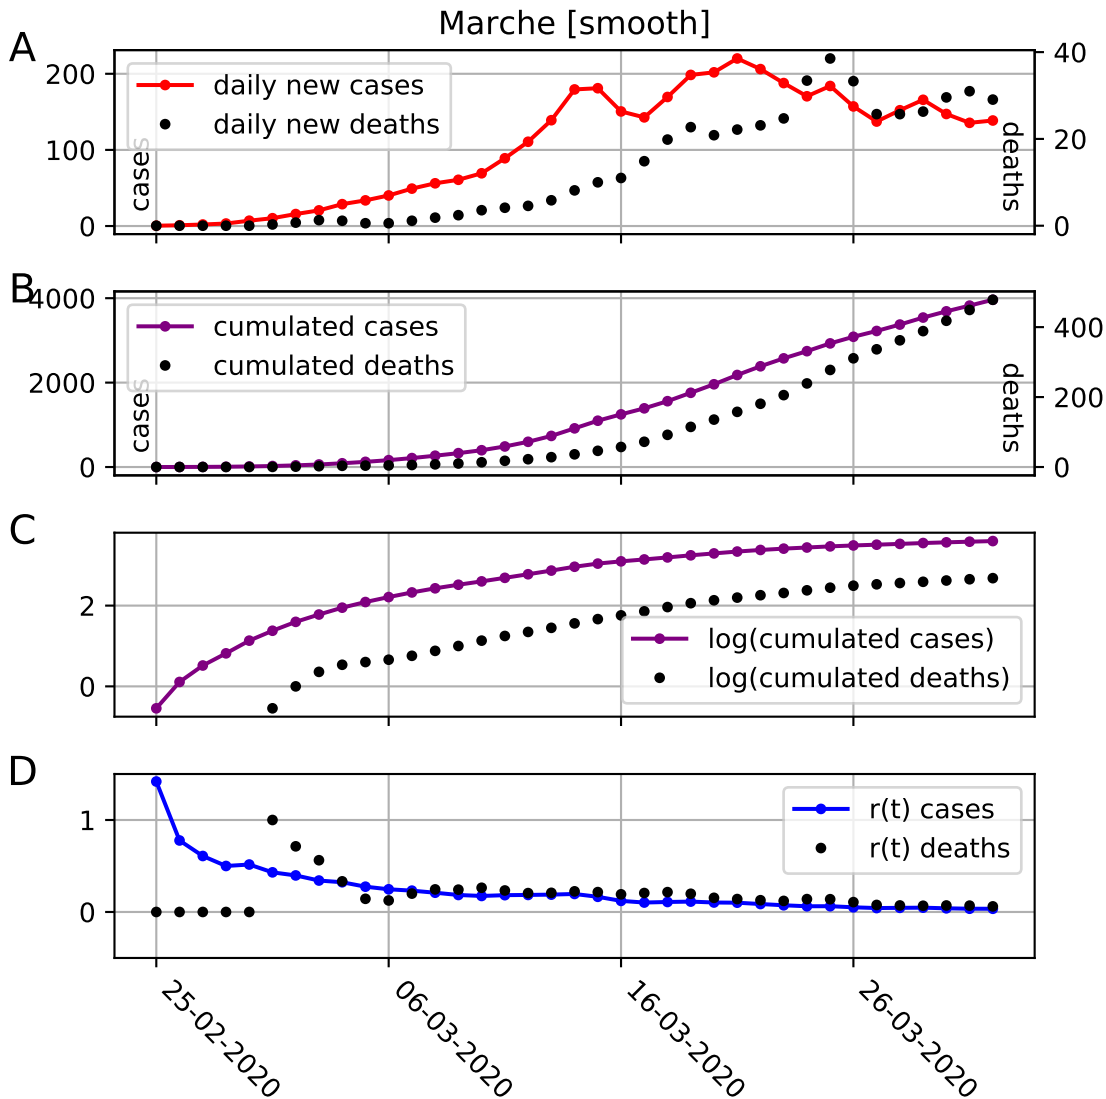 Marche [smooth]
A
200
100
0
cases
daily new cases
daily new deaths
40
20
0
deaths
B
4000
2000
0
cases
cumulated cases
cumulated deaths
400
200
0
deaths
C
2
0
log(cumulated cases)
log(cumulated deaths)
D
1
0
r(t) cases
r(t) deaths
25-02-2020
06-03-2020
16-03-2020
26-03-2020